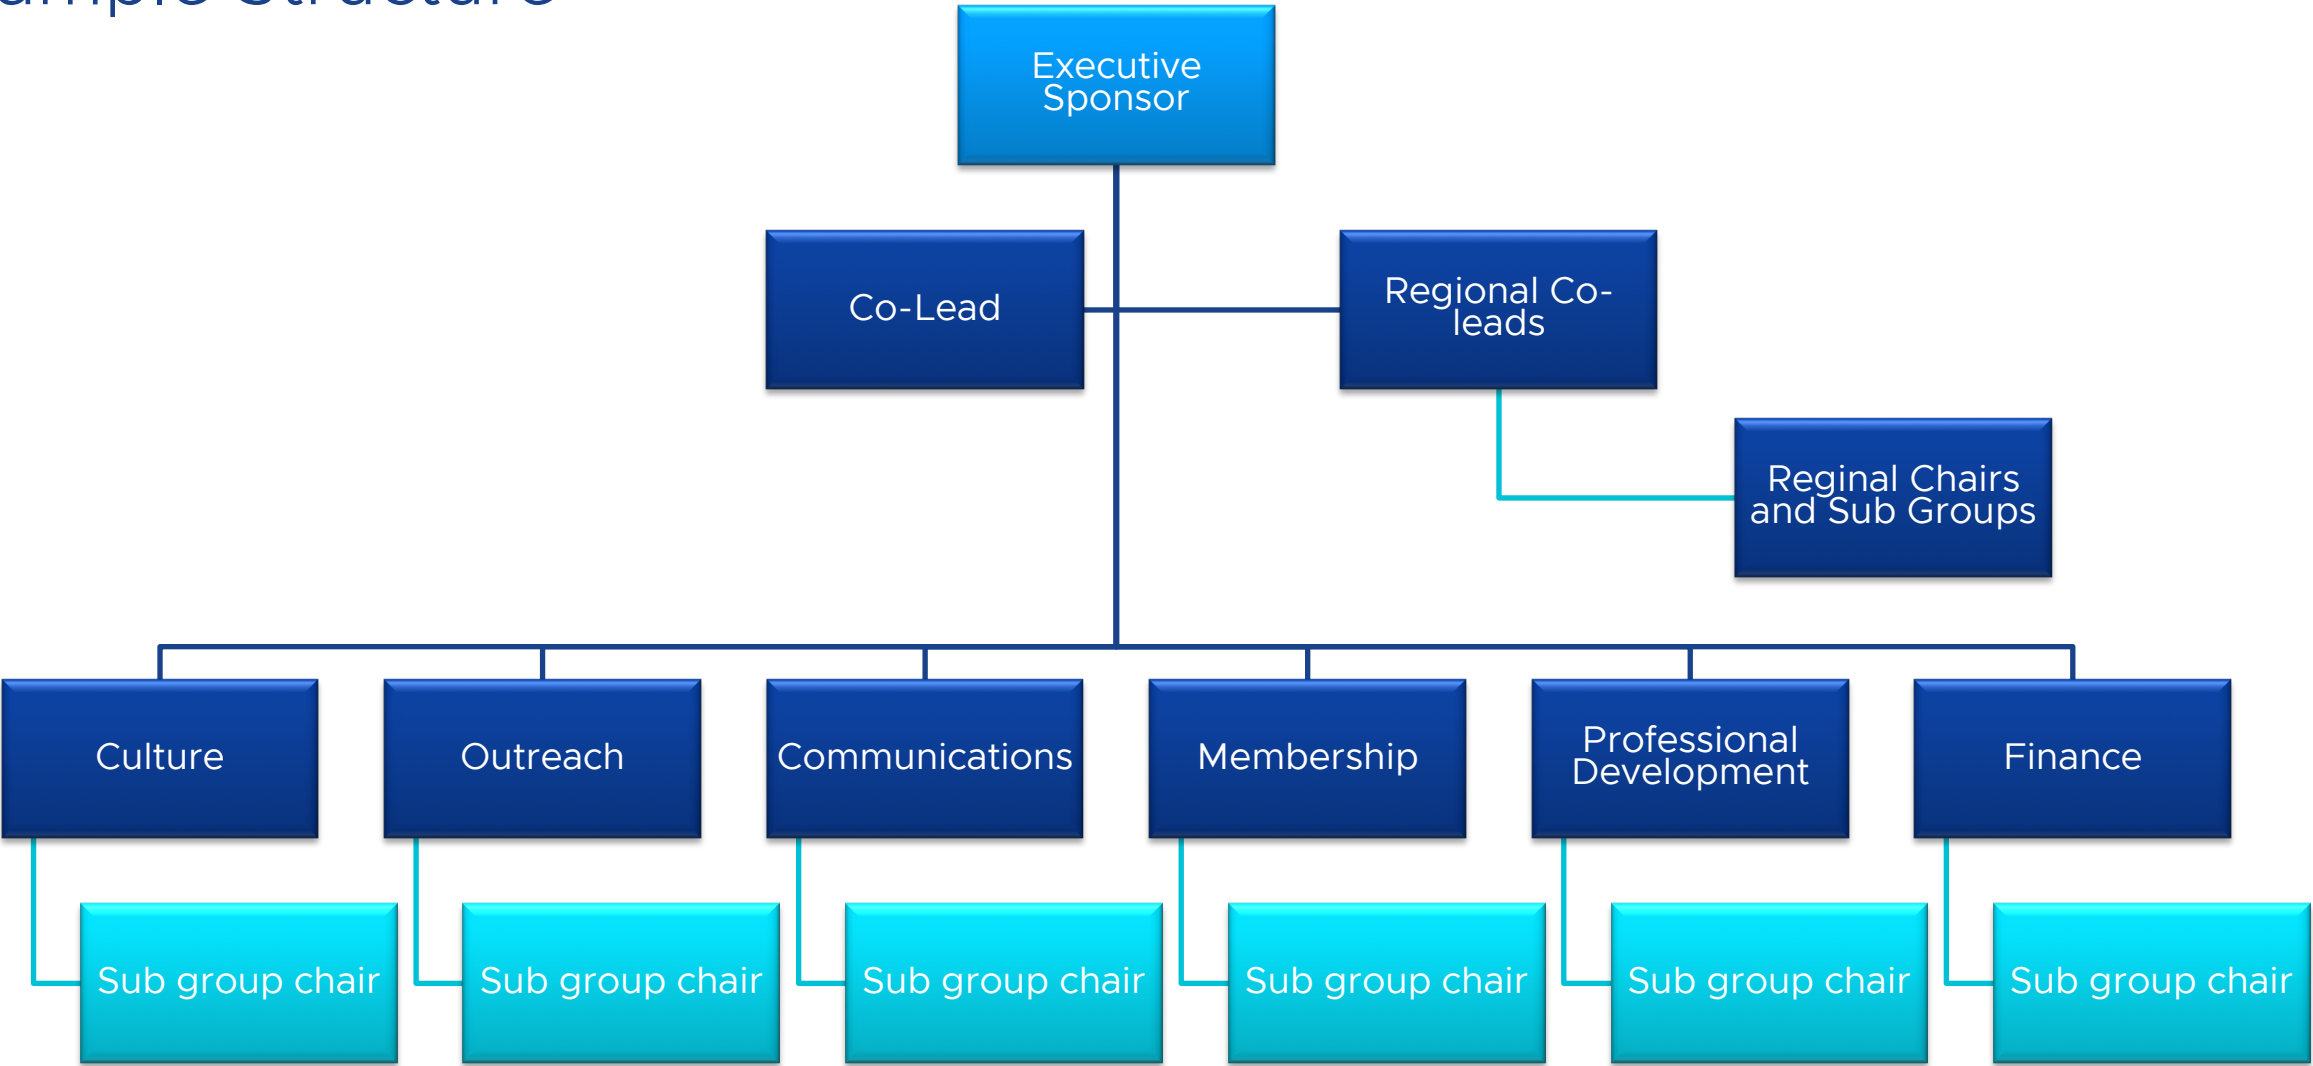 Structure
Executive
Sponsor
Co-Lead
Regional Co-
leads
Reginal Chairs
and Sub Groups
Culture
Outreach
Communications
Membership
Professional
Development
Finance
Sub group chair
Sub group chair
Sub group chair
Sub group chair
Sub group chair
Sub group chair